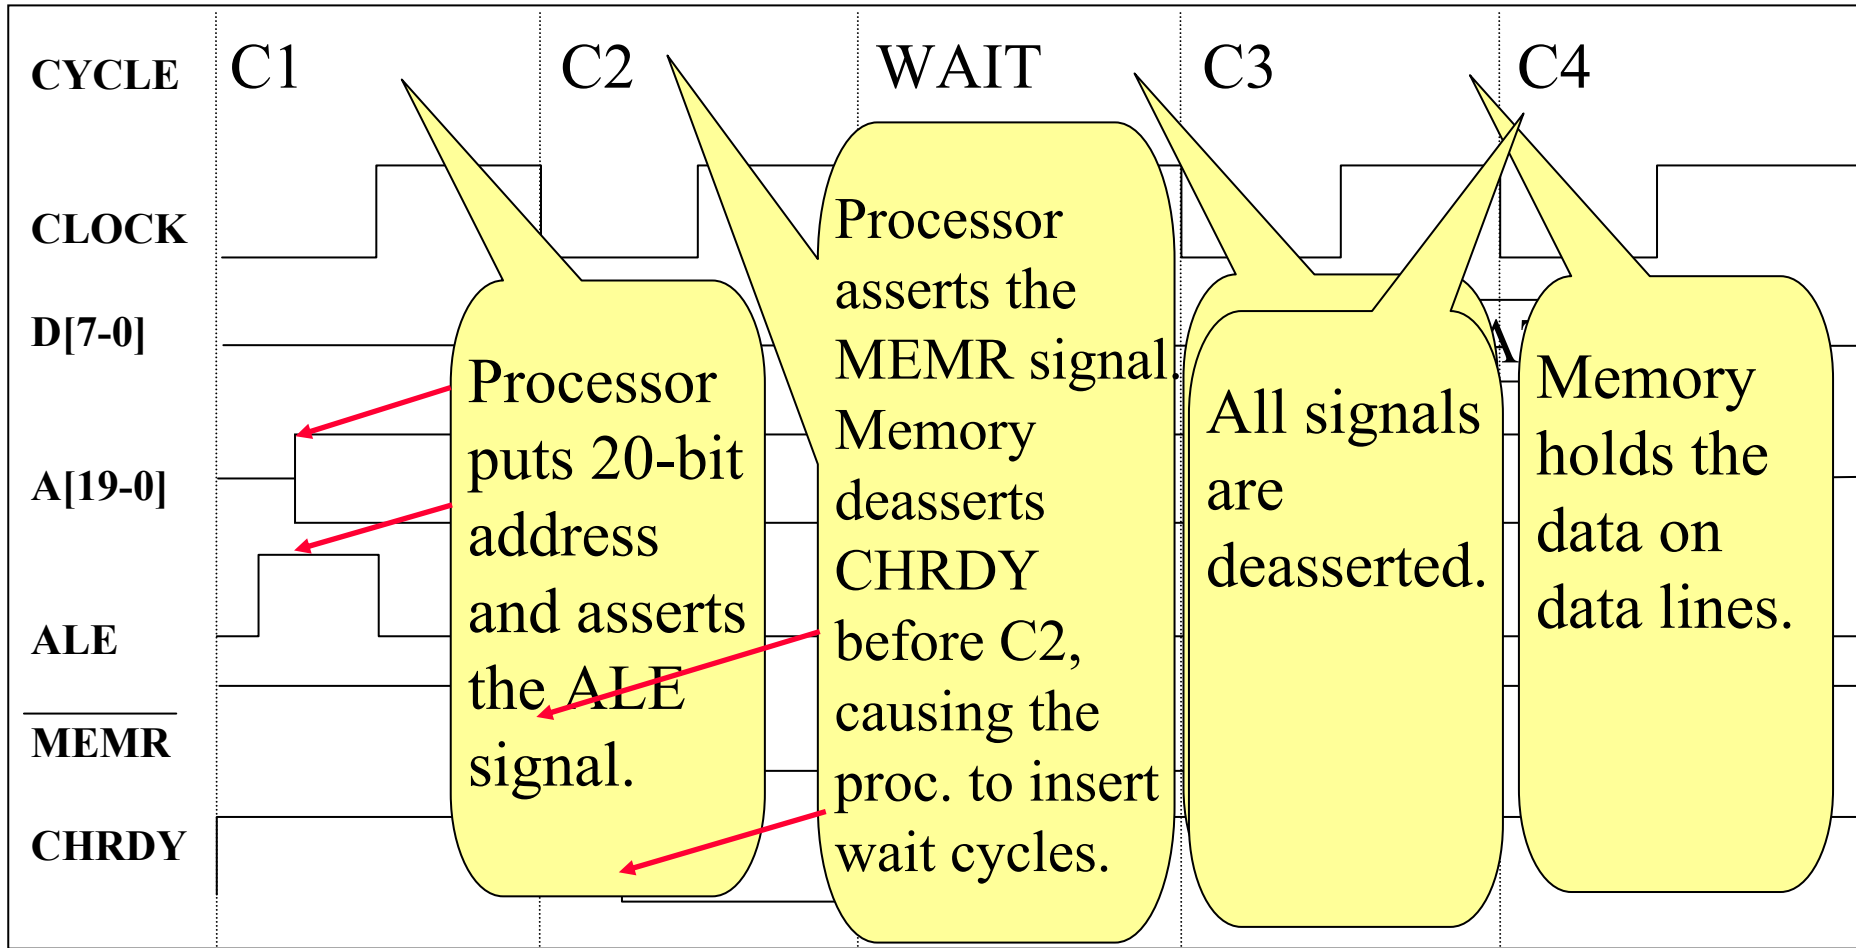 CYCLE C1 C2 WAIT C3 C4
CLOCK
D[7-0]
A[19-0]
ALE
MEMR
CHRDY
Processor
puts 20-bit
address
and asserts
the ALE
signal.
Processor
asserts the
MEMR signal.
Memory
deasserts
CHRDY
before C2,
causing the
proc. to insert
wait cycles.
All signals
are
deasserted.
Memory
holds the
data on
data lines.